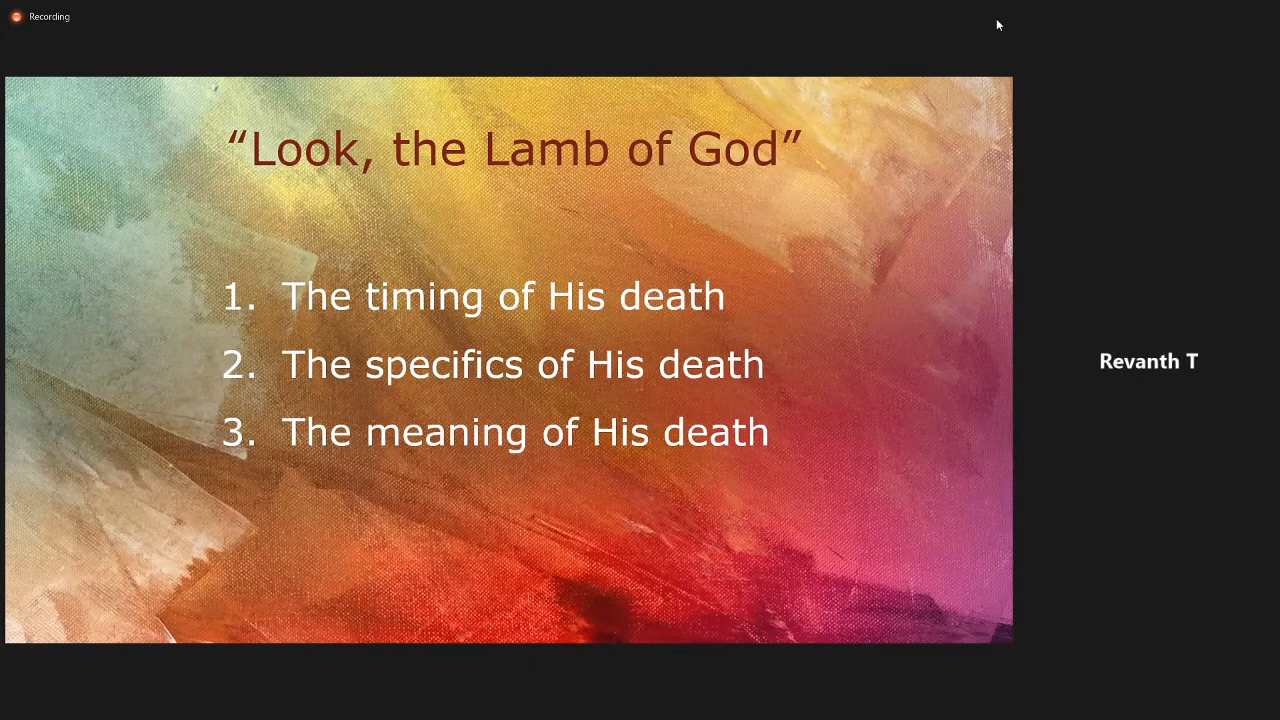 Recording
“Look, the Lamb of God”
1. The timing of His death
2. The specifics of His death
3. The meaning of His death
Revanth T